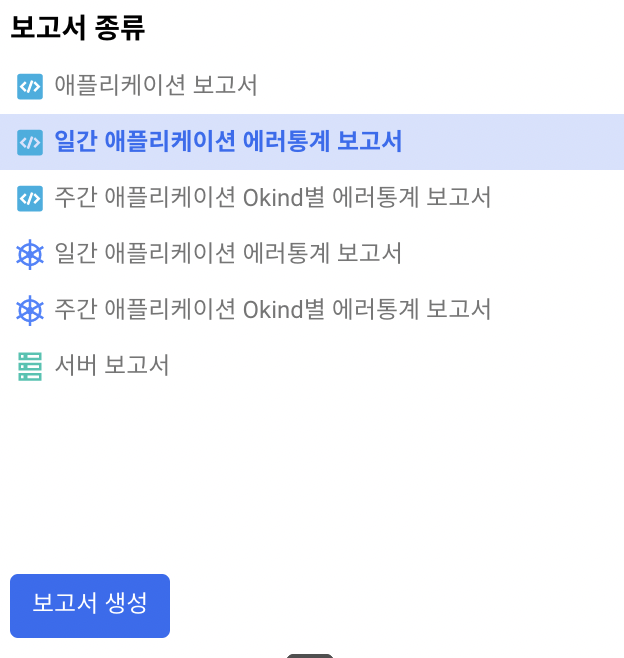 보고서 종류
애플리케이션 보고서
일간 애플리케이션 에러통계 보고서
주간 애플리케이션 Okind별 에러통계 보고서
일간 애플리케이션 에러통계 보고서
주간 애플리케이션 Okind별 에러통계 보고서
서버 보고서
보고서 생성